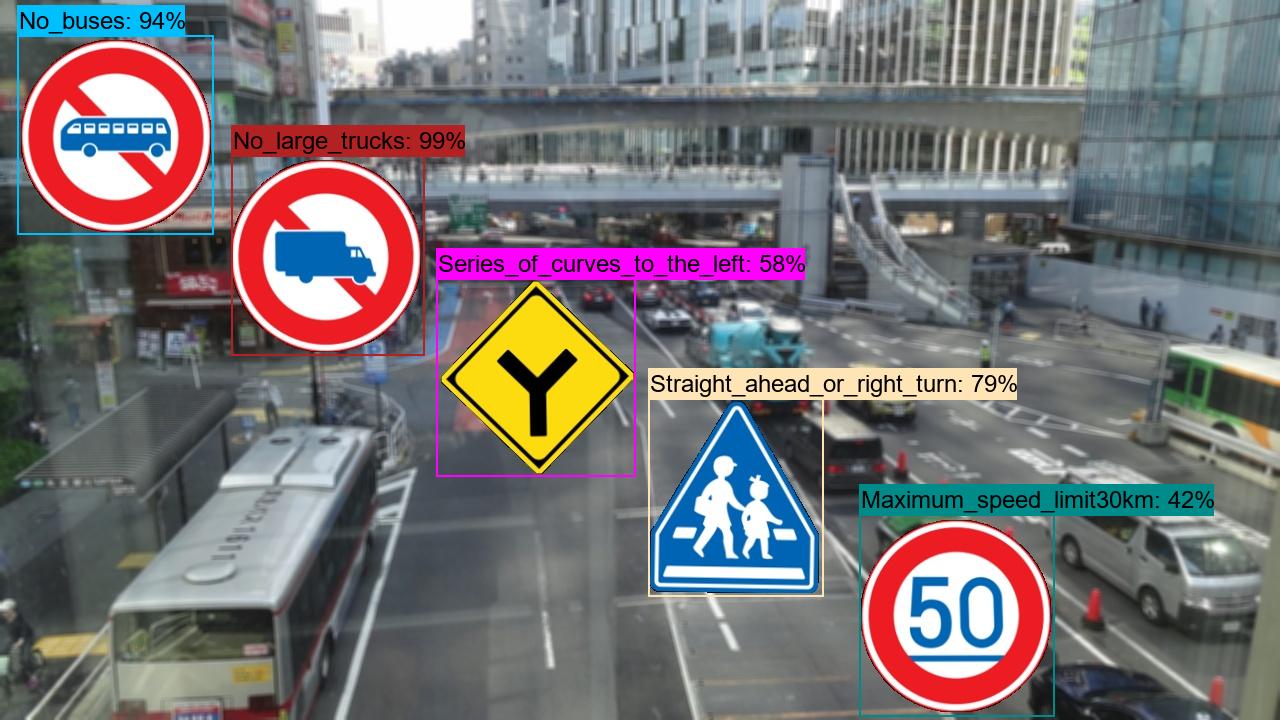 No_buses: 94%
No_large_trucks: 99%
Series_of_curves_to_the_left: 58%
Straight_ahead_or_right_turn: 79%
Maximum_speed_limit30km: 42%
50